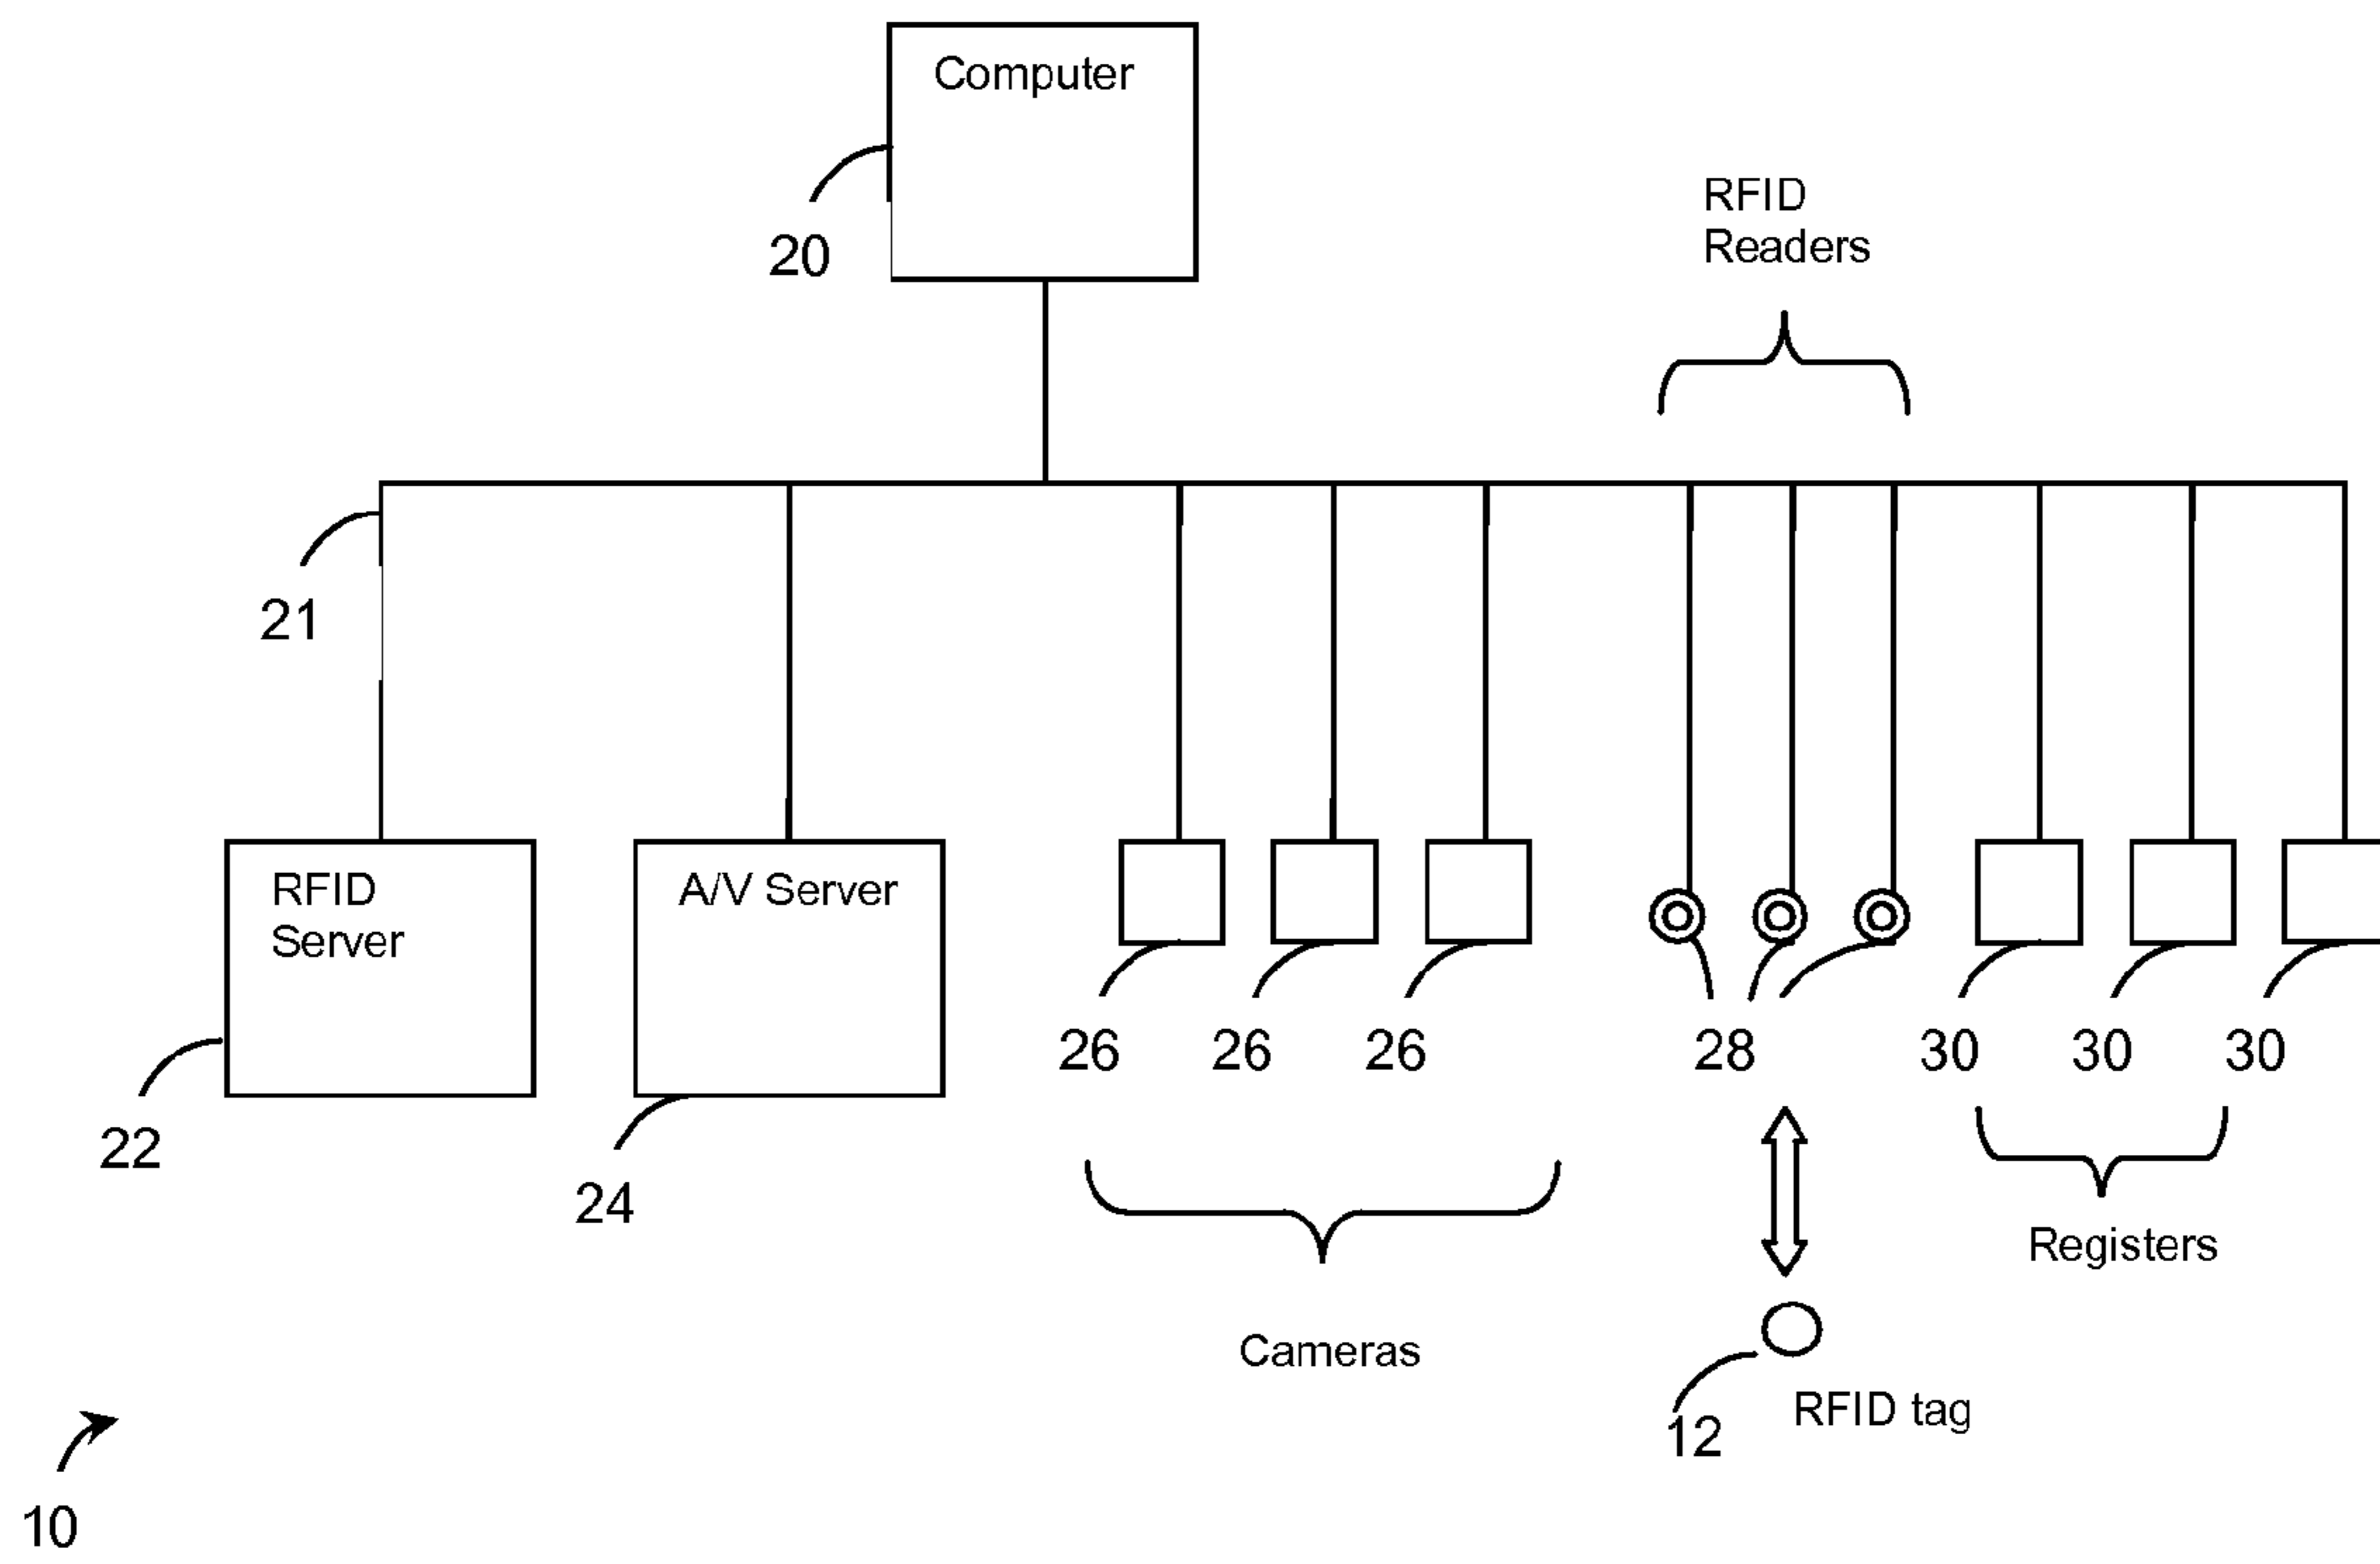 Computer
20
RFID
Readers
21
RFID
Server
A/V Server
22
24
26 26 26
28
30 30 30
Cameras
Registers
12
RFID tag
10